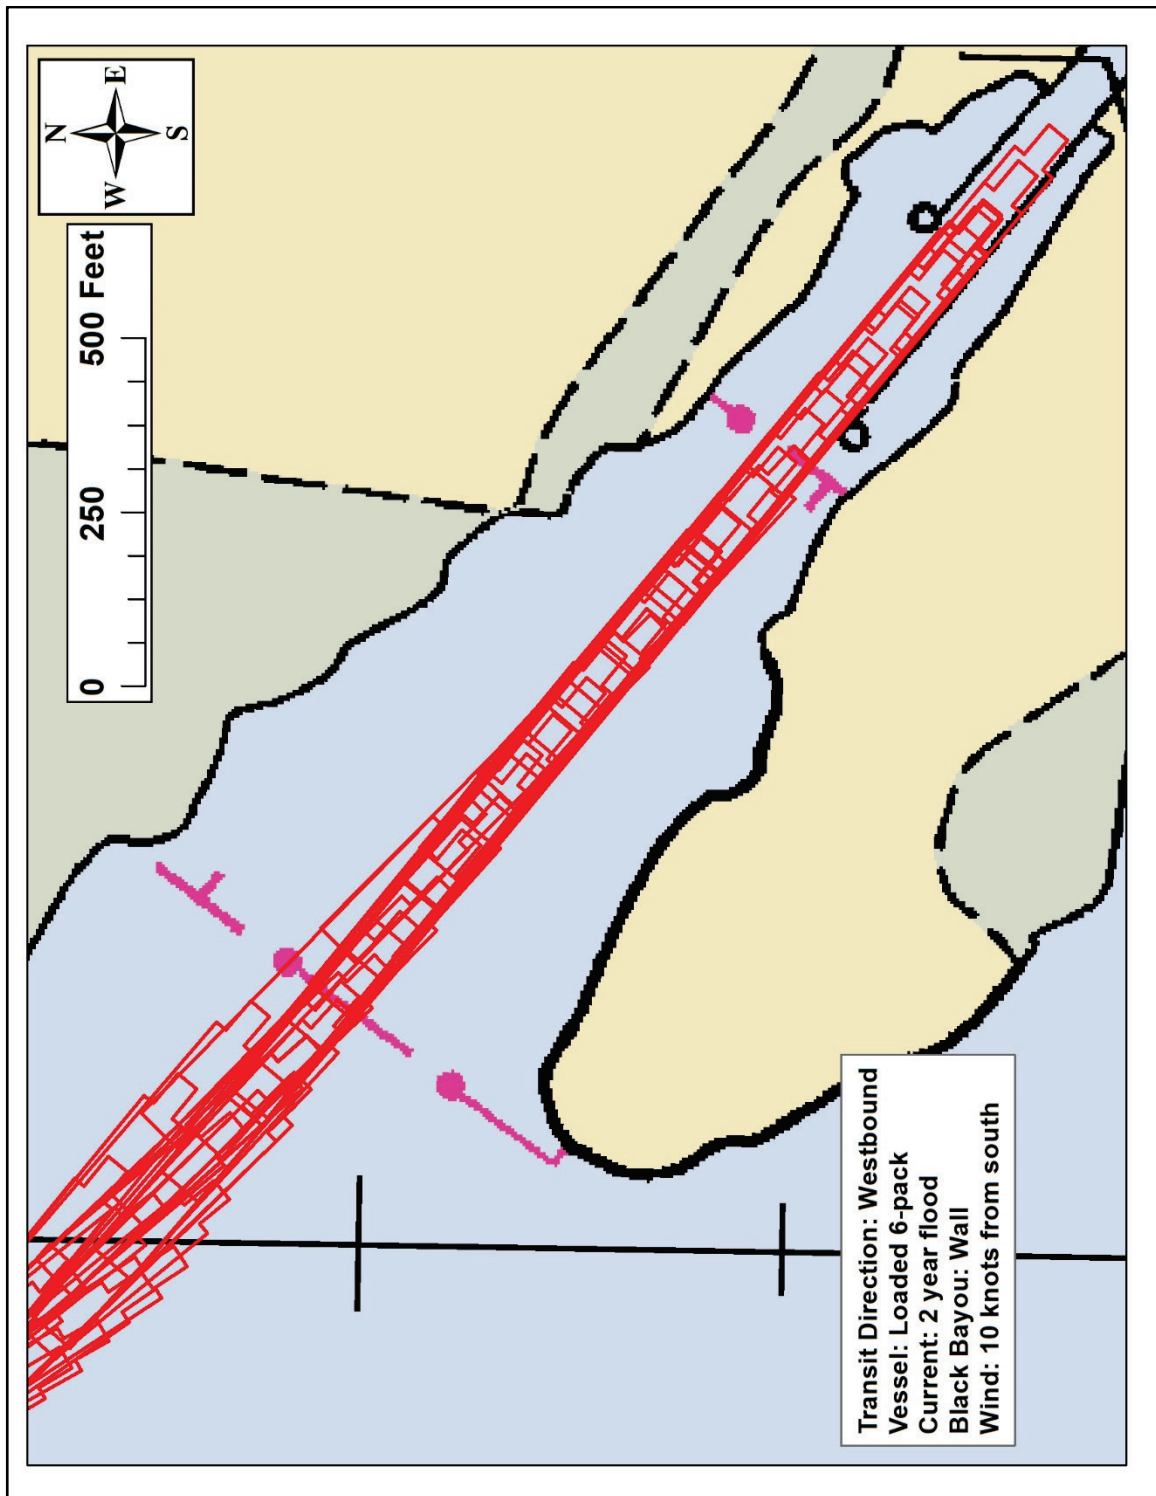 N
W E
S
0 250 500 Feet
Transit Direction: Westbound
Vessel: Loaded 6-pack
Current: 2 year flood
Black Bayou: Wall
Wind: 10 knots from south